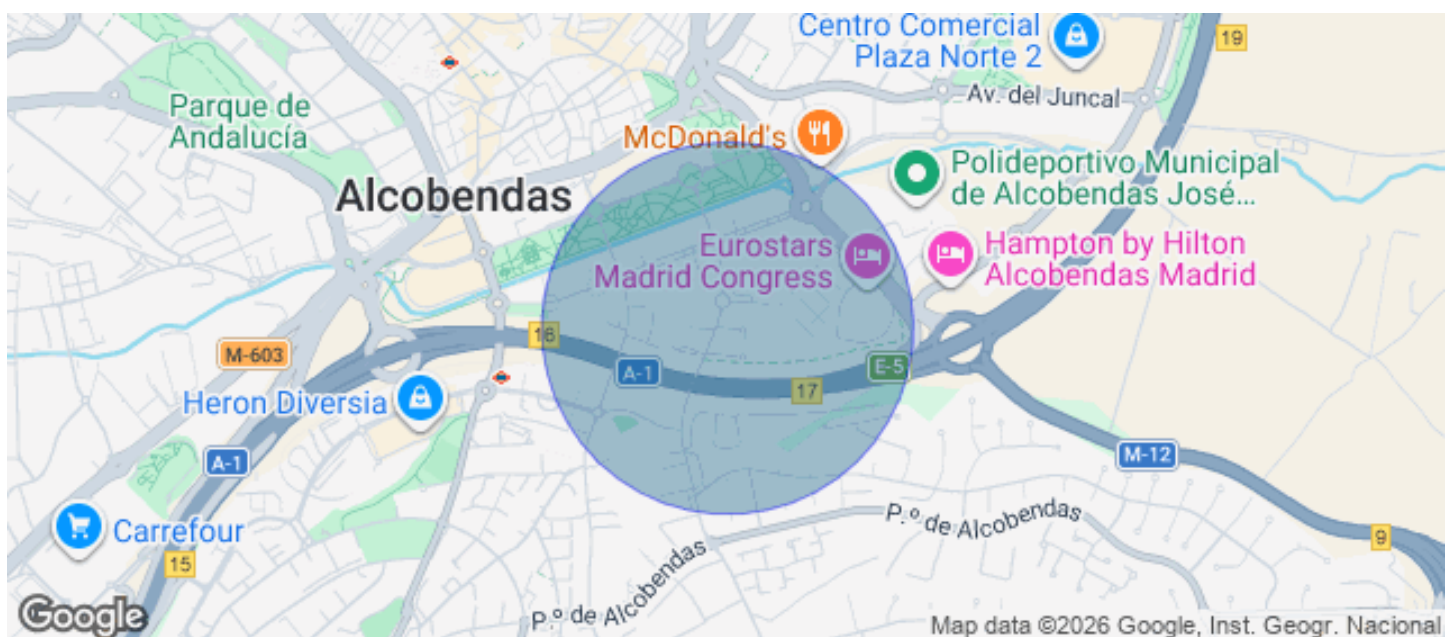 Centro Comercial
Plaza Norte 2
19
Av. del Juncal
Parque de
Andalucía
McDonald's
Polideportivo Municipal
de Alcobendas José...
Alcobendas
Eurostars
Madrid Congress
Hampton by Hilton
Alcobendas Madrid
16
M-603
A-1
E-5
17
Heron Diversia
A-1
M-12
P.º de Alcobendas
Carrefour
9
15
P.º de Alcobendas
Google
Map data ©2026 Google, Inst. Geogr. Nacional